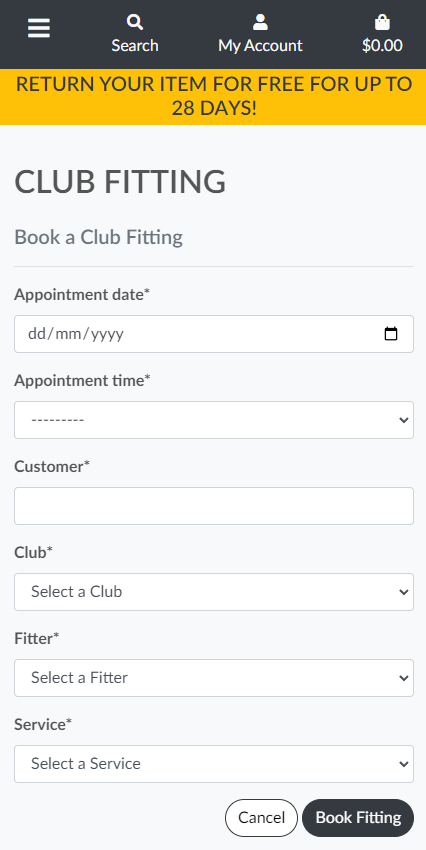 Search
My Account
$0.00
RETURN YOUR ITEM FOR FREE FOR UP TO
28 DAYS!
CLUB FITTING
Book a Club Fitting
Appointment date*
dd/mm/yyyy
Appointment time*
---------
Customer*
Club*
Select a Club
Fitter*
Select a Fitter
Service*
Select a Service
Cancel
Book Fitting